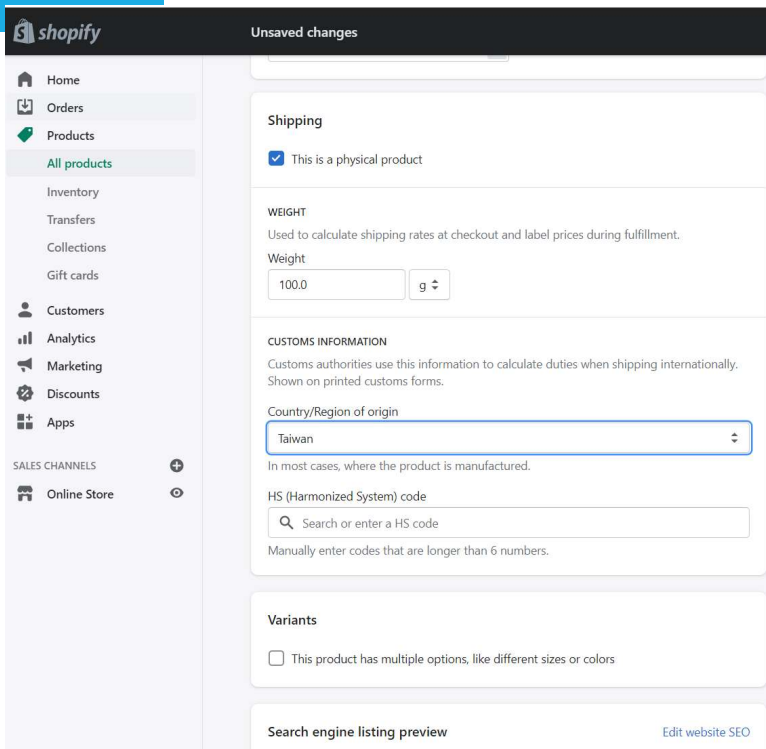 shopify
Unsaved changes
Home
Orders
Products
All products
Inventory
Transfers
Collections
Gift cards
Customers
Analytics
Marketing
Discounts
Apps
SALES CHANNELS
Online Store
Shipping
This is a physical product
WEIGHT
Used to calculate shipping rates at checkout and label prices during fulfillment.
Weight
100.0 g
CUSTOMS INFORMATION
Customs authorities use this information to calculate duties when shipping internationally.
Shown on printed customs forms.
Country/Region of origin
Taiwan
In most cases, where the product is manufactured.
HS (Harmonized System) code
Search or enter a HS code
Manually enter codes that are longer than 6 numbers.
Variants
This product has multiple options, like different sizes or colors
Search engine listing preview Edit website SEO